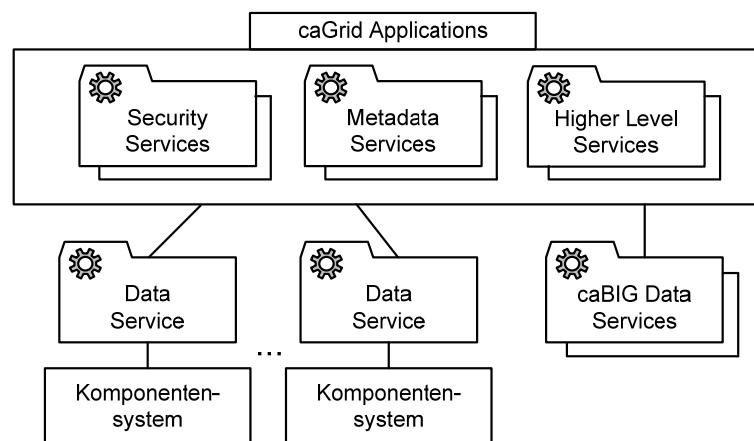 caGrid Applications
Security
Services
Metadata
Services
Higher Level
Services
Data
Service
Data
Service
caBIG Data
Services
...
Komponenten-
system
Komponenten-
system